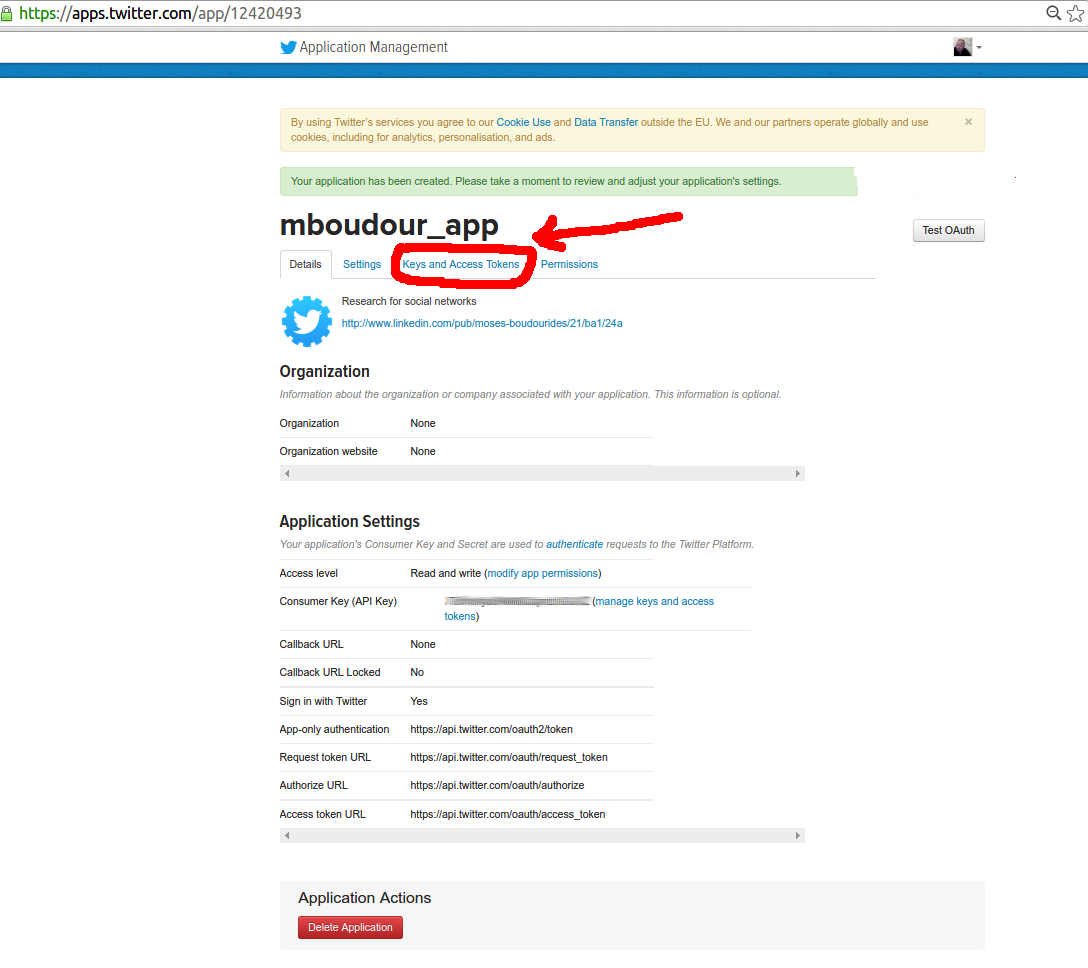 https://apps.twitter.com/app/12420493
Application Management
By using Twitter's services you agree to our Cookie Use and Data Transfer outside the EU. We and our partners operate globally and use
cookies, including for analytics, personalisation, and ads.
×
Your application has been created. Please take a moment to review and adjust your application's settings.
mboudour_app
Test OAuth
Details Settings Keys and Access Tokens Permissions
Research for social networks
http://www.linkedin.com/pub/moses-boudourides/21/ba1/24a
Organization
Information about the organization or company associated with your application. This information is optional.
Organization None
Organization website None
Application Settings
Your application's Consumer Key and Secret are used to authenticate requests to the Twitter Platform.
Access level Read and write (modify app permissions)
Consumer Key (API Key) (manage keys and access
tokens)
Callback URL None
Callback URL Locked No
Sign in with Twitter Yes
App-only authentication https://api.twitter.com/oauth2/token
Request token URL https://api.twitter.com/oauth/request_token
Authorize URL https://api.twitter.com/oauth/authorize
Access token URL https://api.twitter.com/oauth/access_token
Application Actions
Delete Application